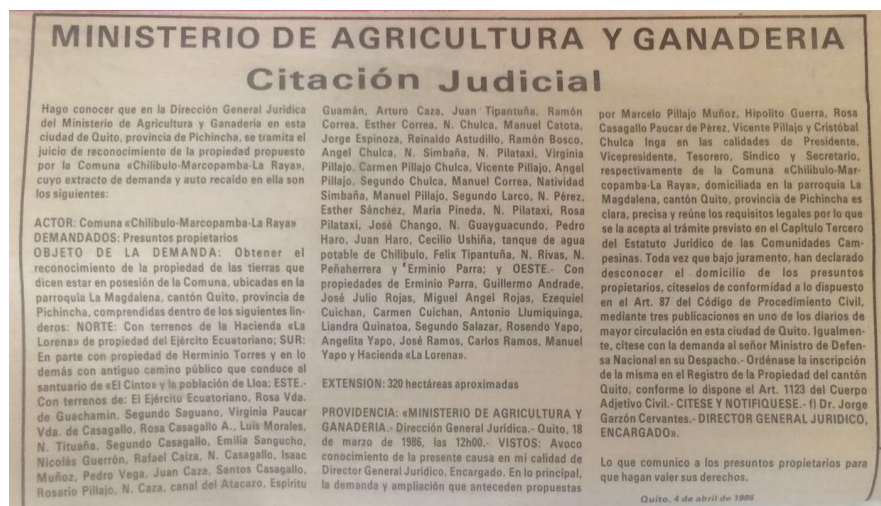 MINISTERIO DE AGRICULTURA Y GANADERIA
Citación Judicial
Hago conocer que en la Dirección General Jurídica
del Ministerio de Agricultura y Ganadería en esta
ciudad de Quito, provincia de Pichincha, se tramita el
juicio de reconocimiento de la propiedad propuesto
por la Comuna «Chilibulo-Marcopamba-La Raya»,
cuyo extracto de demanda y auto recaído en ella son
los siguientes:
ACTOR: Comuna «Chilibulo-Marcopamba-La Raya»
DEMANDADOS: Presuntos propietarios
OBJETO DE LA DEMANDA: Obtener el
reconocimiento de la propiedad de las tierras que
dicen estar en posesión de la Comuna, ubicadas en la
parroquia La Magdalena, cantón Quito, provincia de
Pichincha, comprendidas dentro de los siguientes lin-
deros: NORTE: Con terrenos de la Hacienda «La
Lorena» de propiedad del Ejército Ecuatoriano; SUR:
En parte con propiedad de Herminio Torres y en lo
demás con antiguo camino público que conduce al
santuario de «El Cinto» y la población de Lloa; ESTE.-
Con terrenos de: El Ejército Ecuatoriano, Rosa Vda.
de Guachamin, Segundo Saguano, Virginia Paucar
Vda. de Casagallo, Rosa Casagallo A., Luis Morales,
N. Tituaña, Segundo Casagallo, Emilia Sangucho,
Nicolás Guerrón, Rafael Caiza, N. Casagallo, Isaac
Muñoz, Pedro Vega, Juan Caza, Santos Casagallo,
Rosario Pillajo, N. Caza, canal del Atacazo, Espíritu
Guamán, Arturo Caza, Juan Tipantuña, Ramón
Correa, Esther Correa, N. Chulca, Manuel Catota,
Jorge Espinoza, Reinaldo Astudillo, Ramón Bosco,
Angel Chulca, N. Simbaña, N. Pilataxi, Virginia
Pillajo, Carmen Pillajo Chulca, Vicente Pillajo, Angel
Pillajo, Segundo Chulca, Manuel Correa, Natividad
Simbaña, Manuel Pillajo, Segundo Larco, N. Pérez,
Esther Sánchez, María Pineda, N. Pilataxi, Rosa
Pilataxi, José Chango, N. Guayguacundo, Pedro
Haro, Juan Haro, Cecilio Ushiña, tanque de agua
potable de Chilibulo, Felix Tipantuña, N. Rivas, N.
Peñaherrera y Erminio Parra; y OESTE.- Con
propiedades de Erminio Parra, Guillermo Andrade,
José Julio Rojas, Miguel Angel Rojas, Ezequiel
Cuichan, Carmen Cuichan, Antonio Llumiquinga,
Liandra Quinatoa, Segundo Salazar, Rosendo Yapo,
Angelita Yapo, José Ramos, Carlos Ramos, Manuel
Yapo y Hacienda «La Lorena».
EXTENSION: 320 hectáreas aproximadas
PROVIDENCIA: «MINISTERIO DE AGRICULTURA Y
GANADERIA.- Dirección General Jurídica.- Quito, 18
de marzo de 1986, las 12h00.- VISTOS: Avoco
conocimiento de la presente causa en mi calidad de
Director General Jurídico, Encargado. En lo principal,
la demanda y ampliación que anteceden propuestas
por Marcelo Pillajo Muñoz, Hipolito Guerra, Rosa
Casagallo Paucar de Pérez, Vicente Pillajo y Cristóbal
Chulca Inga en las calidades de Presidente,
Vicepresidente, Tesorero, Síndico y Secretario,
respectivamente de la Comuna «Chilibulo-Mar-
copamba-La Raya», domiciliada en la parroquia La
Magdalena, cantón Quito, provincia de Pichincha es
clara, precisa y reúne los requisitos legales por lo que
se la acepta al trámite previsto en el Capítulo Tercero
del Estatuto Jurídico de las Comunidades Cam-
pesinas. Toda vez que bajo juramento, han declarado
desconocer el domicilio de los presuntos
propietarios, cíteselos de conformidad a lo dispuesto
en el Art. 87 del Código de Procedimiento Civil,
mediante tres publicaciones en uno de los diarios de
mayor circulación en esta ciudad de Quito. Igualmen-
te, cítese con la demanda al señor Ministro de Defen-
sa Nacional en su Despacho.- Ordénase la inscripción
de la misma en el Registro de la Propiedad del cantón
Quito, conforme lo dispone el Art. 1123 del Cuerpo
Adjetivo Civil.- CITESE Y NOTIFIQUESE.- f) Dr. Jorge
Garzón Cervantes.- DIRECTOR GENERAL JURIDICO,
ENCARGADO».
Lo que comunico a los presuntos propietarios para
que hagan valer sus derechos.
Quito, 4 de abril de 1986